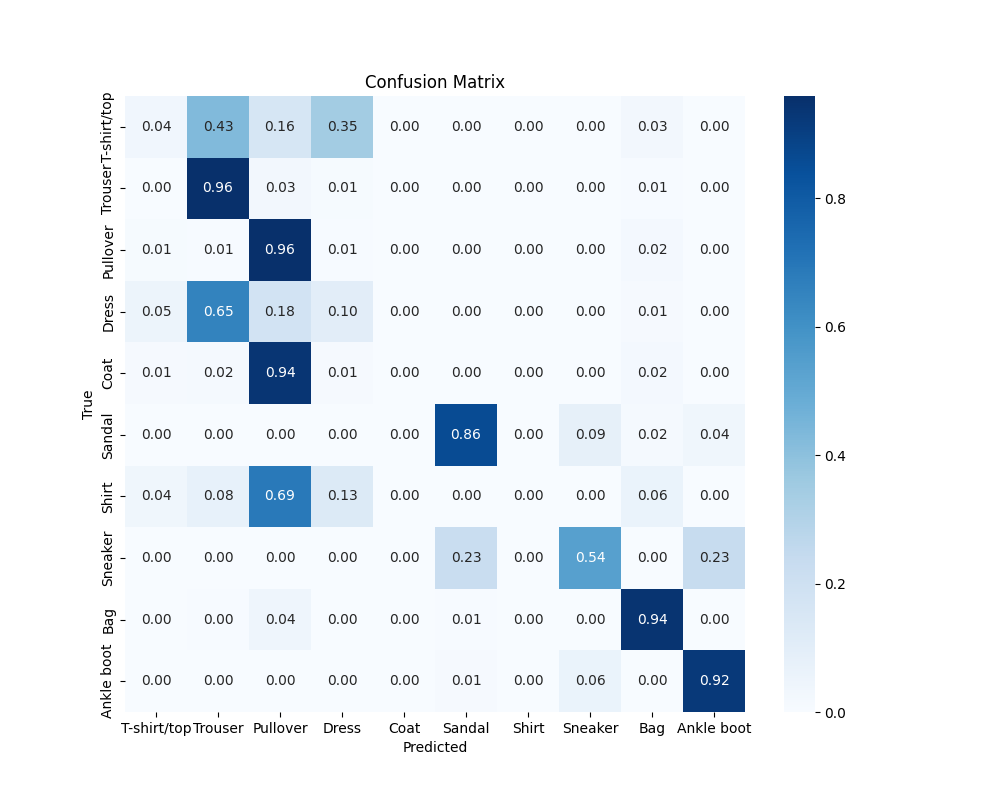 Confusion Matrix
T-shirt/top 0.04 0.43 0.16 0.35 0.00 0.00 0.00 0.00 0.03 0.00
Trouser 0.00 0.96 0.03 0.01 0.00 0.00 0.00 0.00 0.01 0.00
Pullover 0.01 0.01 0.96 0.01 0.00 0.00 0.00 0.00 0.02 0.00
Dress 0.05 0.65 0.18 0.10 0.00 0.00 0.00 0.00 0.01 0.00
Coat 0.01 0.02 0.94 0.01 0.00 0.00 0.00 0.00 0.02 0.00
Sandal 0.00 0.00 0.00 0.00 0.00 0.86 0.00 0.09 0.02 0.04
Shirt 0.04 0.08 0.69 0.13 0.00 0.00 0.00 0.00 0.06 0.00
Sneaker 0.00 0.00 0.00 0.00 0.00 0.23 0.00 0.54 0.00 0.23
Bag 0.00 0.00 0.04 0.00 0.00 0.01 0.00 0.00 0.94 0.00
Ankle boot 0.00 0.00 0.00 0.00 0.00 0.01 0.00 0.06 0.00 0.92
True
T-shirt/top Trouser Pullover Dress Coat Sandal Shirt Sneaker Bag Ankle boot
Predicted
0.8
0.6
0.4
0.2
0.0